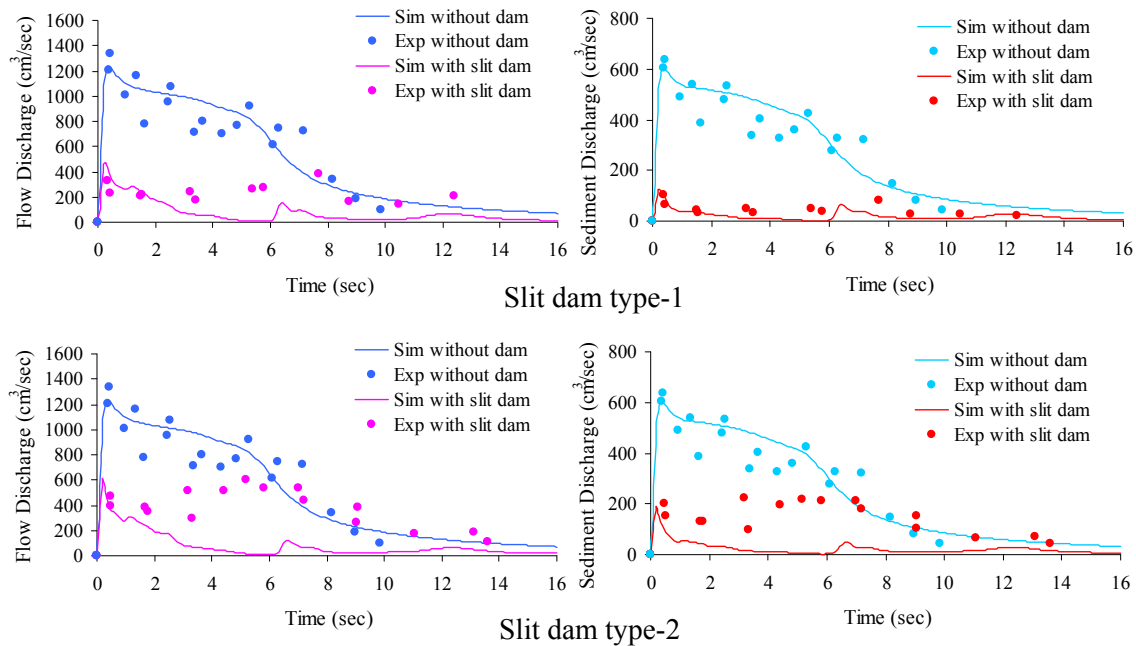 Flow Discharge (cm³/sec)
1600
1400
1200
1000
800
600
400
200
0
0 2 4 6 8 10 12 14 16
Time (sec)
Sim without dam
Exp without dam
Sim with slit dam
Exp with slit dam
Sediment Discharge (cm³/sec)
800
600
400
200
0
0 2 4 6 8 10 12 14 16
Time (sec)
Sim without dam
Exp without dam
Sim with slit dam
Exp with slit dam
Slit dam type-1
Flow Discharge (cm³/sec)
1600
1400
1200
1000
800
600
400
200
0
0 2 4 6 8 10 12 14 16
Time (sec)
Sim without dam
Exp without dam
Sim with slit dam
Exp with slit dam
Sediment Discharge (cm³/sec)
800
600
400
200
0
0 2 4 6 8 10 12 14 16
Time (sec)
Sim without dam
Exp without dam
Sim with slit dam
Exp with slit dam
Slit dam type-2